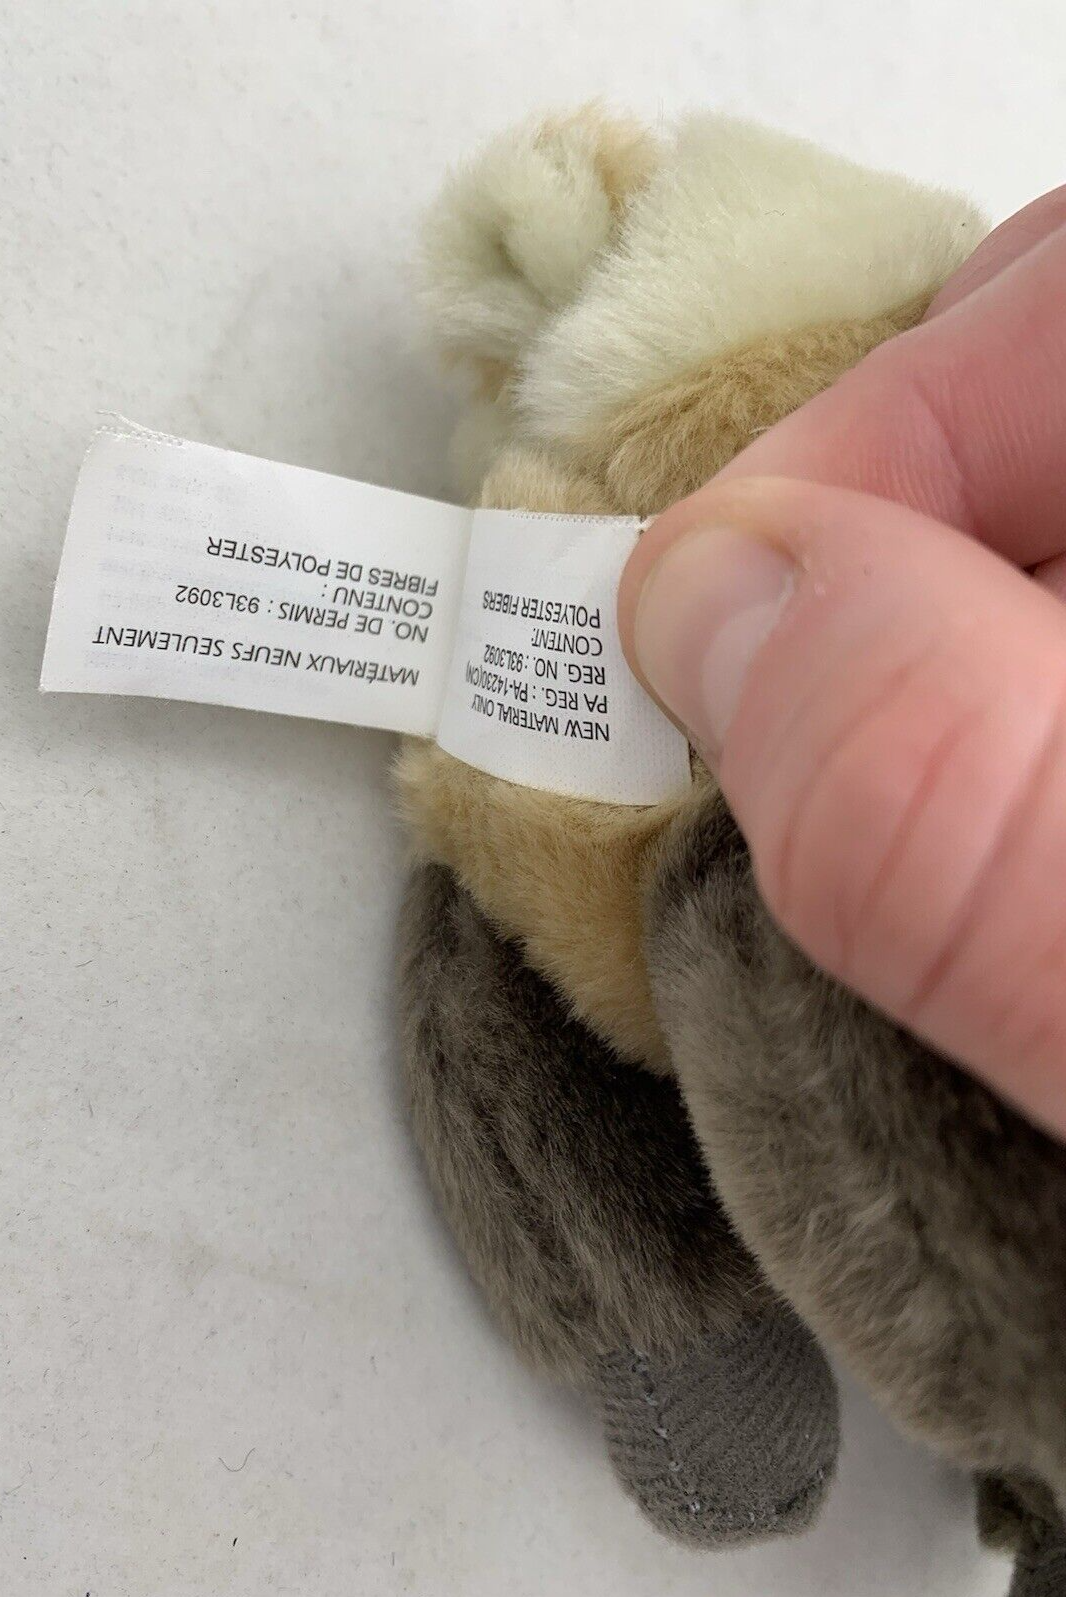 NEW MATERIAL ONLY
PA REG. : PA-14230(CN)
REG. NO. : 93L3092
CONTENT:
POLYESTER FIBERS
MATÉRIAUX NEUFS SEULEMENT
NO. DE PERMIS : 93L3092
CONTENU :
FIBRES DE POLYESTER